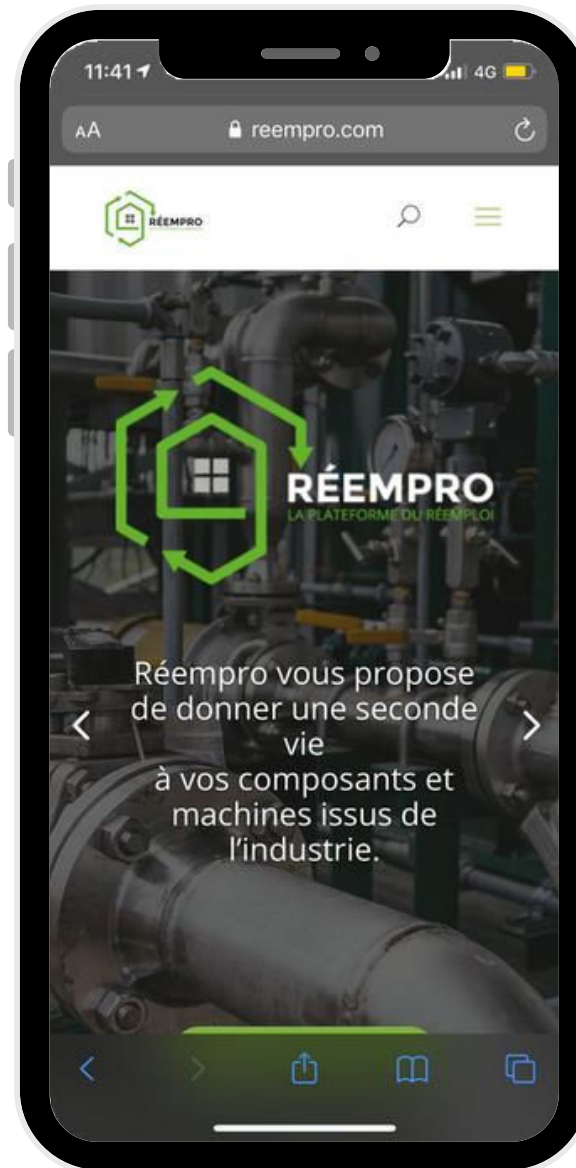 11:41
4G
AA
reempro.com
RÉEMPRO
RÉEMPRO
LA PLATEFORME DU RÉEMPLOI
Réempro vous propose
de donner une seconde
vie
à vos composants et
machines issus de
l’industrie.